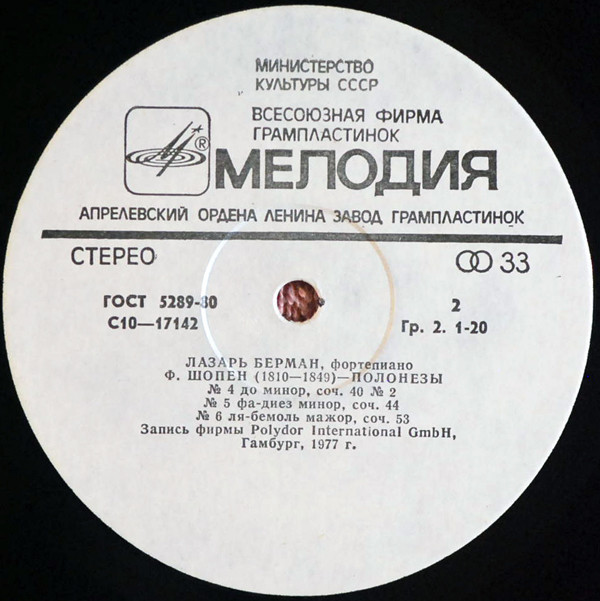 МИНИСТЕРСТВО
КУЛЬТУРЫ СССР
ВСЕСОЮЗНАЯ ФИРМА
ГРАМПЛАСТИНОК
® МЕЛОДИЯ
АПРЕЛЕВСКИЙ ОРДЕНА ЛЕНИНА ЗАВОД ГРАМПЛАСТИНОК
СТЕРЕО 33
ГОСТ 5289-80 2
С10—17142 Гр. 2. 1-20
ЛАЗАРЬ БЕРМАН, фортепиано
Ф. ШОПЕН (1810—1849)—ПОЛОНЕЗЫ
№ 4 до минор, соч. 40 № 2
№ 5 фа-диез минор, соч. 44
№ 6 ля-бемоль мажор, соч. 53
Запись фирмы Polydor International GmbH,
Гамбург, 1977 г.